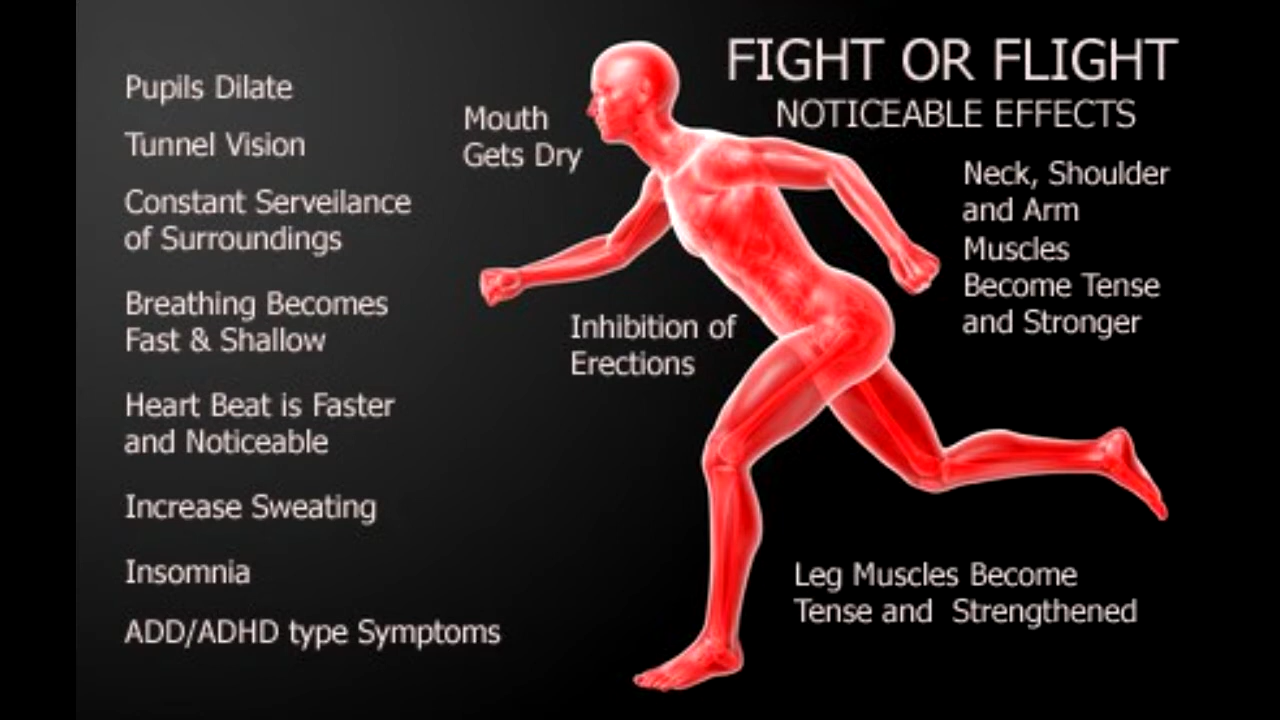 FIGHT OR FLIGHT
NOTICEABLE EFFECTS
Pupils Dilate
Tunnel Vision
Constant Serveilance
of Surroundings
Breathing Becomes
Fast & Shallow
Heart Beat is Faster
and Noticeable
Increase Sweating
Insomnia
ADD/ADHD type Symptoms
Mouth
Gets Dry
Inhibition of
Erections
Neck, Shoulder
and Arm
Muscles
Become Tense
and Stronger
Leg Muscles Become
Tense and Strengthened